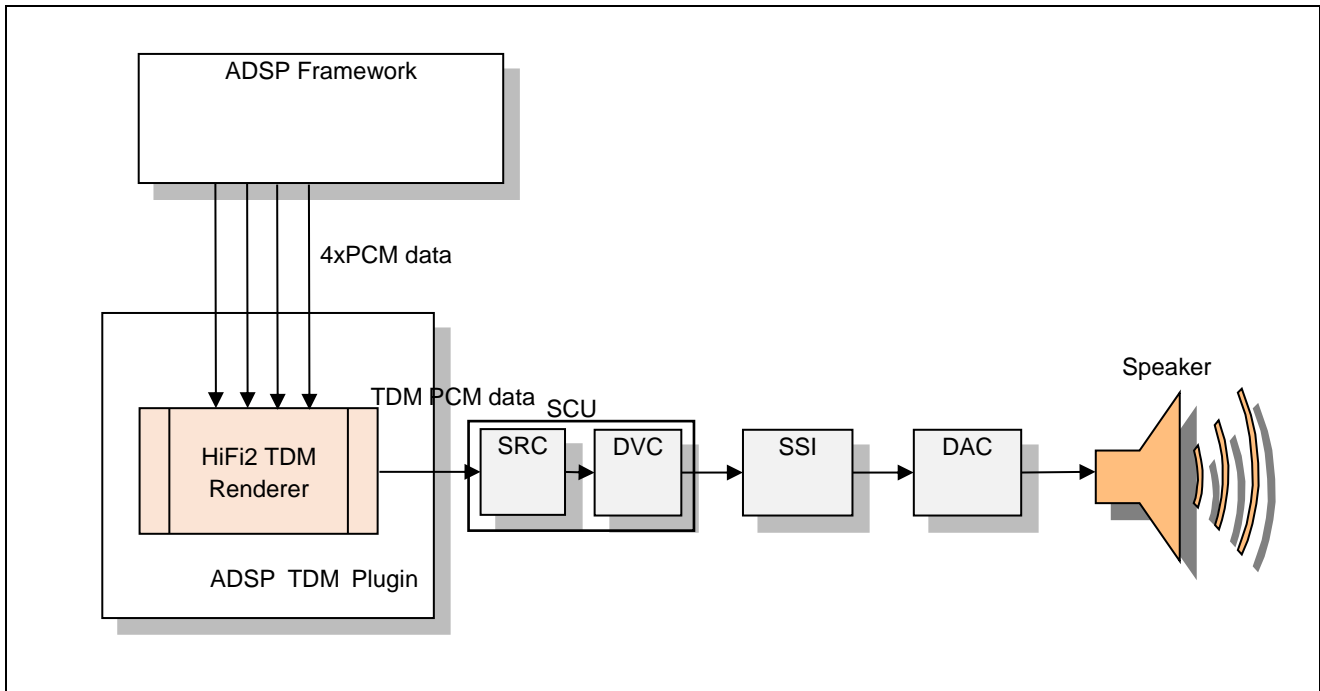 ADSP Framework
4xPCM data
Speaker
TDM PCM data
SCU
HiFi2 TDM
Renderer
SRC
DVC
SSI
DAC
ADSP TDM Plugin